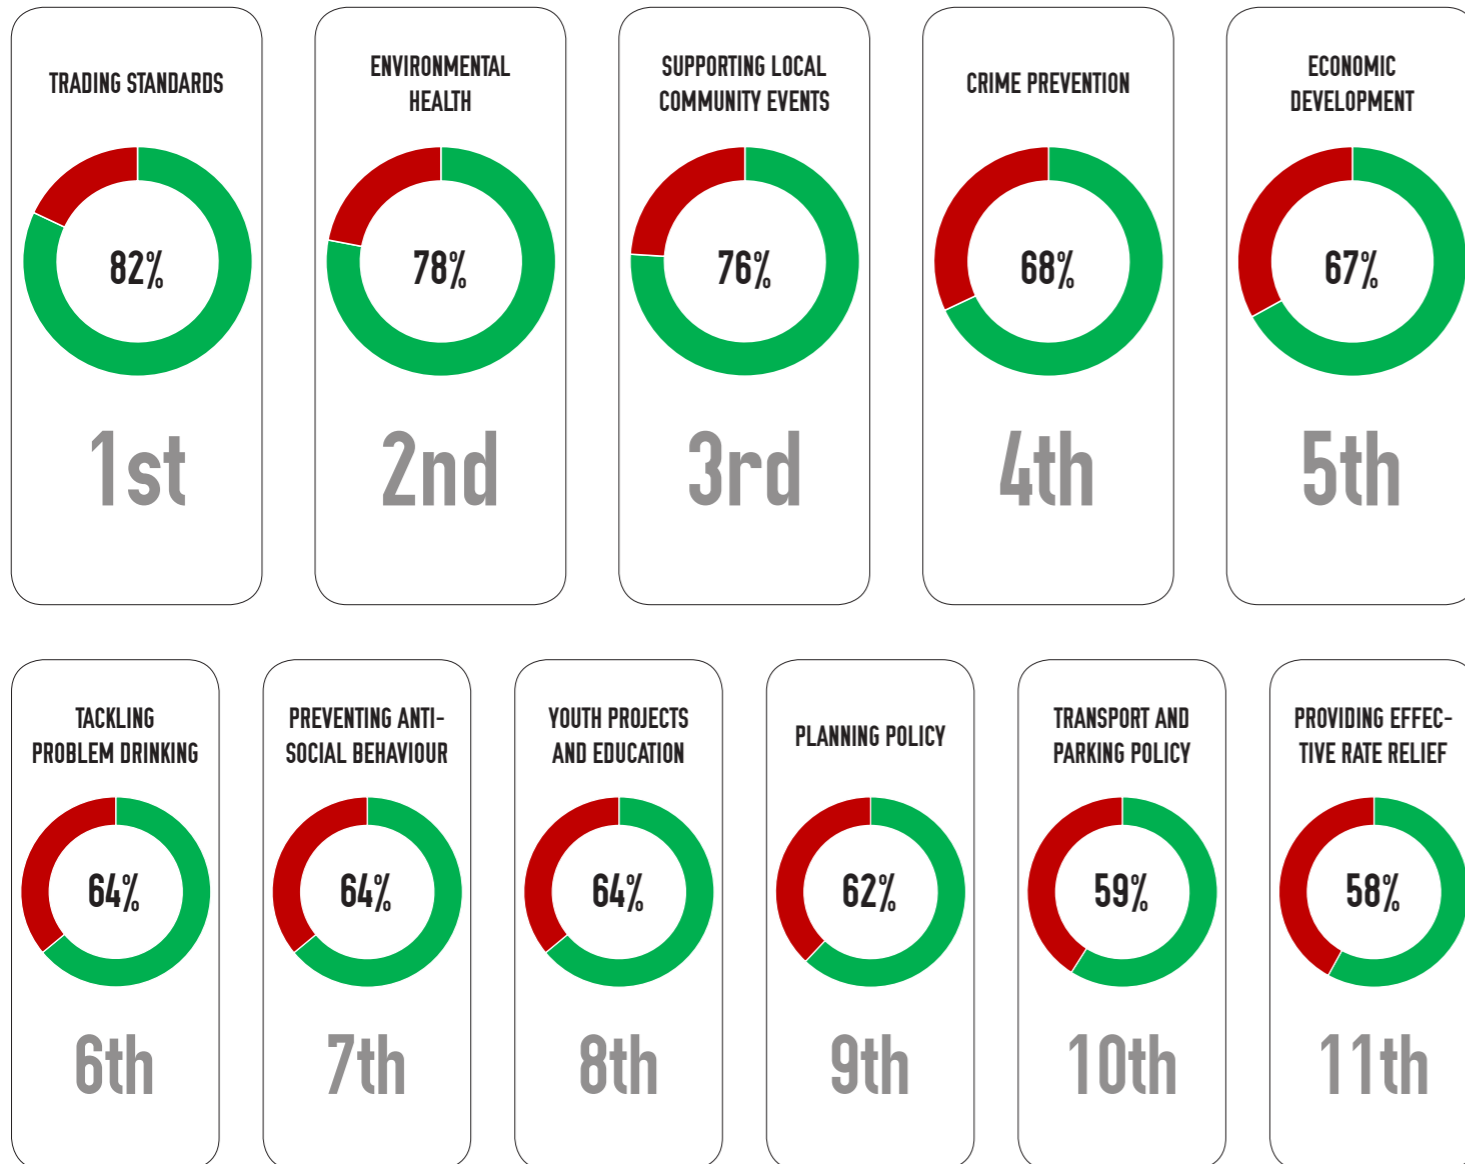 TRADING STANDARDS
82%
1st
ENVIRONMENTAL
HEALTH
78%
2nd
SUPPORTING LOCAL
COMMUNITY EVENTS
76%
3rd
CRIME PREVENTION
68%
4th
ECONOMIC
DEVELOPMENT
67%
5th
TACKLING
PROBLEM DRINKING
64%
6th
PREVENTING ANTI-
SOCIAL BEHAVIOUR
64%
7th
YOUTH PROJECTS
AND EDUCATION
64%
8th
PLANNING POLICY
62%
9th
TRANSPORT AND
PARKING POLICY
59%
10th
PROVIDING EFFEC-
TIVE RATE RELIEF
58%
11th